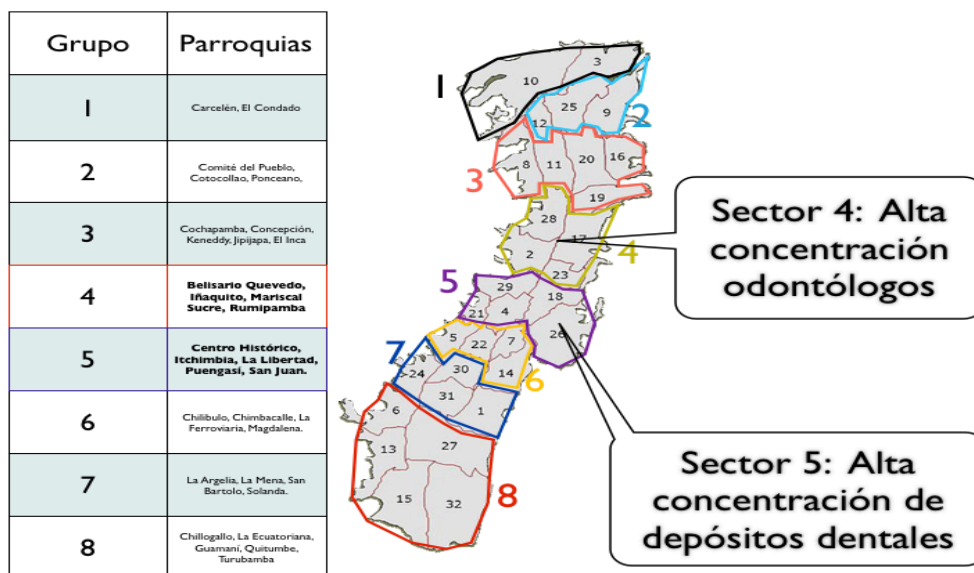 Grupo Parroquias
1 Carcelén, El Condado
2 Comité del Pueblo,
Cotocollao, Ponceano,
3 Cochapamba, Concepción,
Keneddy, Jipijapa, El Inca
4 Belisario Quevedo,
Iñaquito, Mariscal
Sucre, Rumipamba
5 Centro Histórico,
Itchimbia, La Libertad,
Puengasí, San Juan.
6 Chilibulo, Chimbacalle, La
Ferroviaria, Magdalena.
7 La Argelia, La Mena, San
Bartolo, Solanda.
8 Chillogallo, La Ecuatoriana,
Guamaní, Quitumbe,
Turubamba
1
3
10
25
9
12
2
8
11
20
16
3
19
28
17
2
4
23
5
29
18
21
4
26
5
22
7
7
24
30
14
6
31
1
6
27
13
15
32
8
Sector 4: Alta
concentración
odontólogos
Sector 5: Alta
concentración de
depósitos dentales